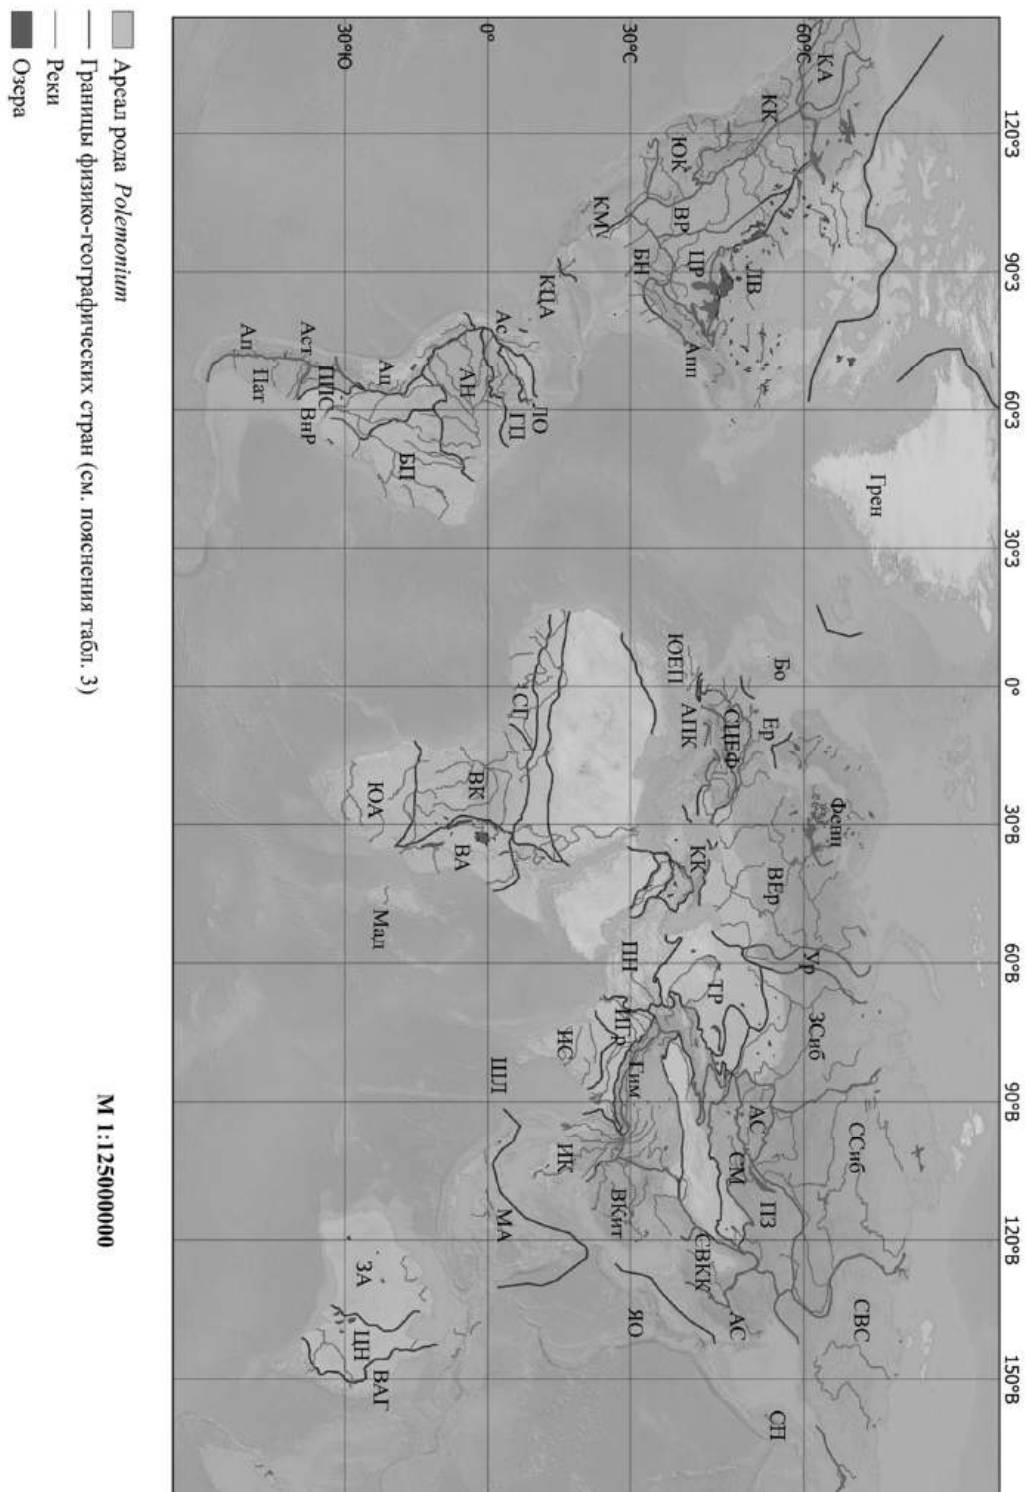 120°З
90°З
60°З
30°З
0°
30°В
60°В
90°В
120°В
150°В
60°С
30°С
0°
30°Ю
КА
КК
ЮК
ВР
КМ
БН
ЦР
ЛВ
Апп
КЦА
Грен
Ас
ЛО
ГЦ
АН
Ац
БП
ВнР
ППС
Аст
Пат
Ап
Бо
Ер
Фенн
ЮЕП
АПК
СЦЕФ
ВЕр
КК
Ур
ЗСиб
ССиб
СВС
ТР
ПН
ИГр
Гим
ИС
АС
СМ
ПЗ
ИК
ВКит
СВКК
АС
ЯО
СП
ШЛ
МА
СГ
ВК
ВА
ЮА
Мад
ЗА
ЦН
ВАГ
Ареал рода Polemonium
Границы физико-географических стран (см. пояснения табл. 3)
Реки
Озера
М 1:125000000